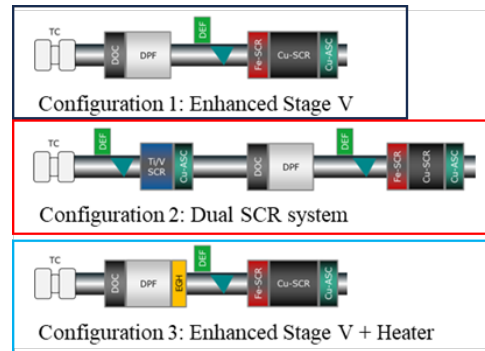 TC
DOC
DPF
DEF
Fe-SCR
Cu-SCR
Cu-ASC
Configuration 1: Enhanced Stage V
TC
DEF
Ti/V
SCR
Cu-ASC
DOC
DPF
DEF
Fe-SCR
Cu-SCR
Cu-ASC
Configuration 2: Dual SCR system
TC
DOC
DPF
EGH
DEF
Fe-SCR
Cu-SCR
Cu-ASC
Configuration 3: Enhanced Stage V + Heater